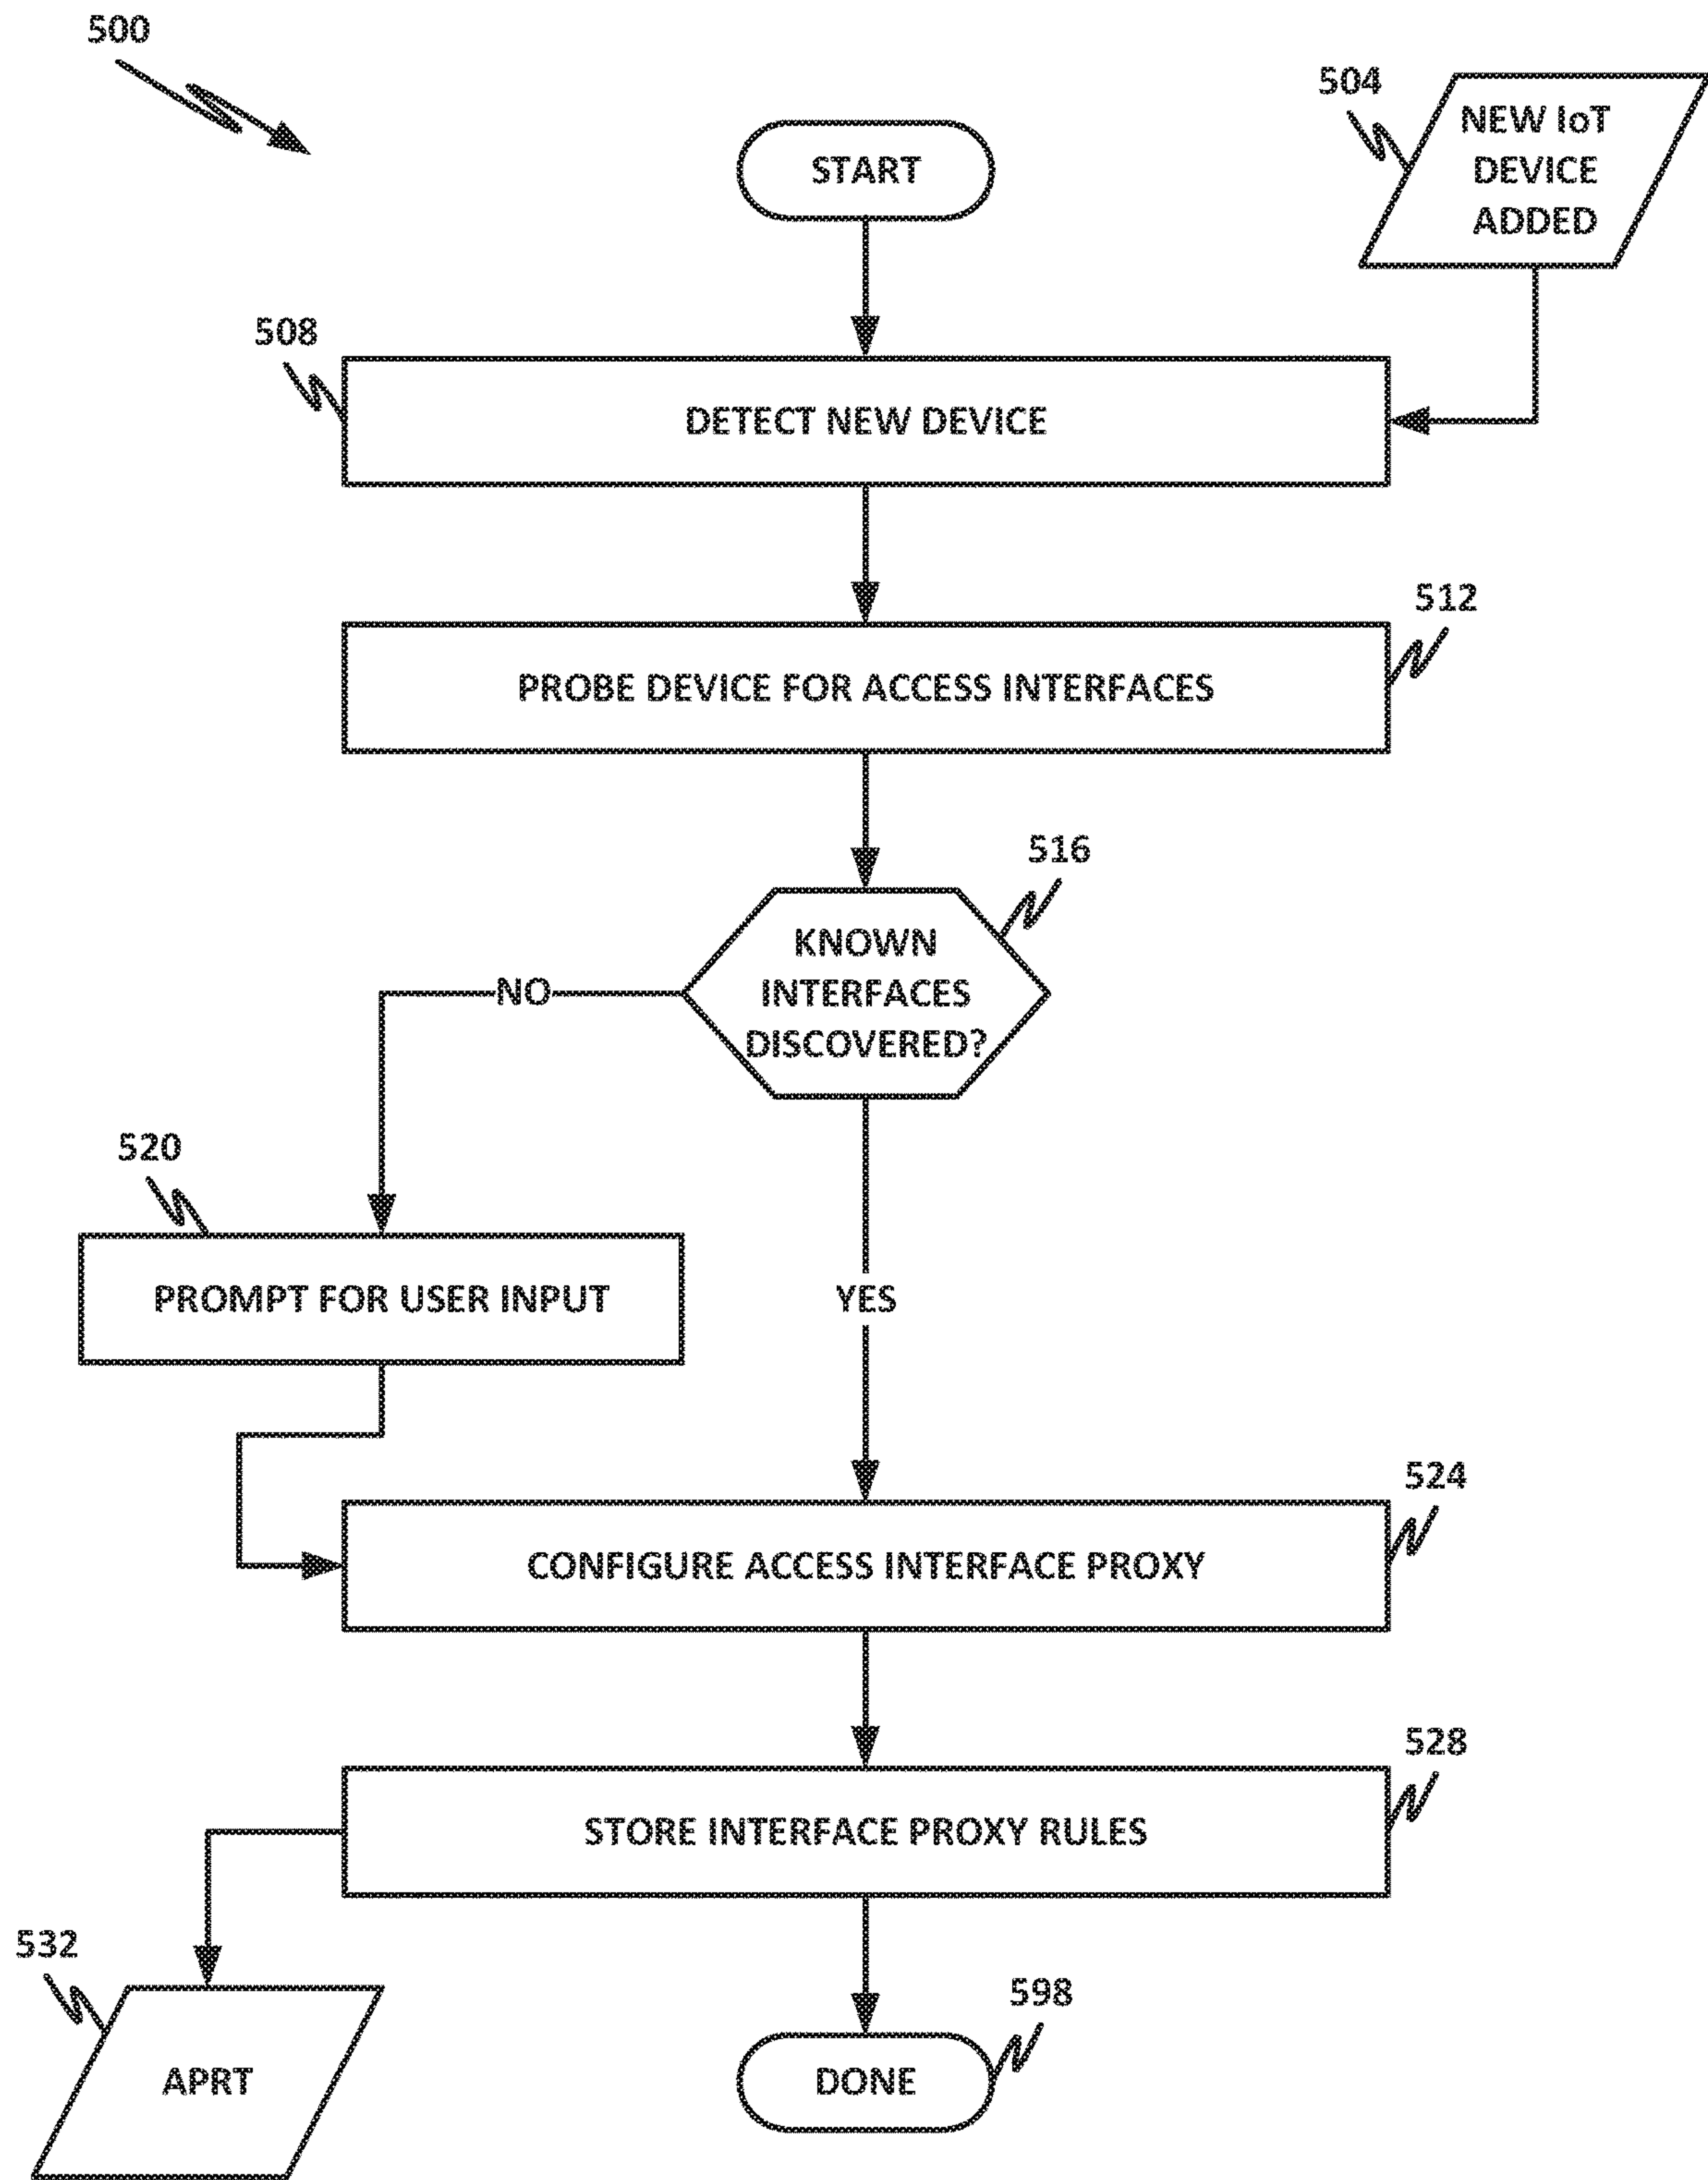 500
504
NEW IoT
DEVICE
ADDED
START
508
DETECT NEW DEVICE
512
PROBE DEVICE FOR ACCESS INTERFACES
516
KNOWN
INTERFACES
DISCOVERED?
NO
520
PROMPT FOR USER INPUT
YES
524
CONFIGURE ACCESS INTERFACE PROXY
528
STORE INTERFACE PROXY RULES
532
APRT
598
DONE